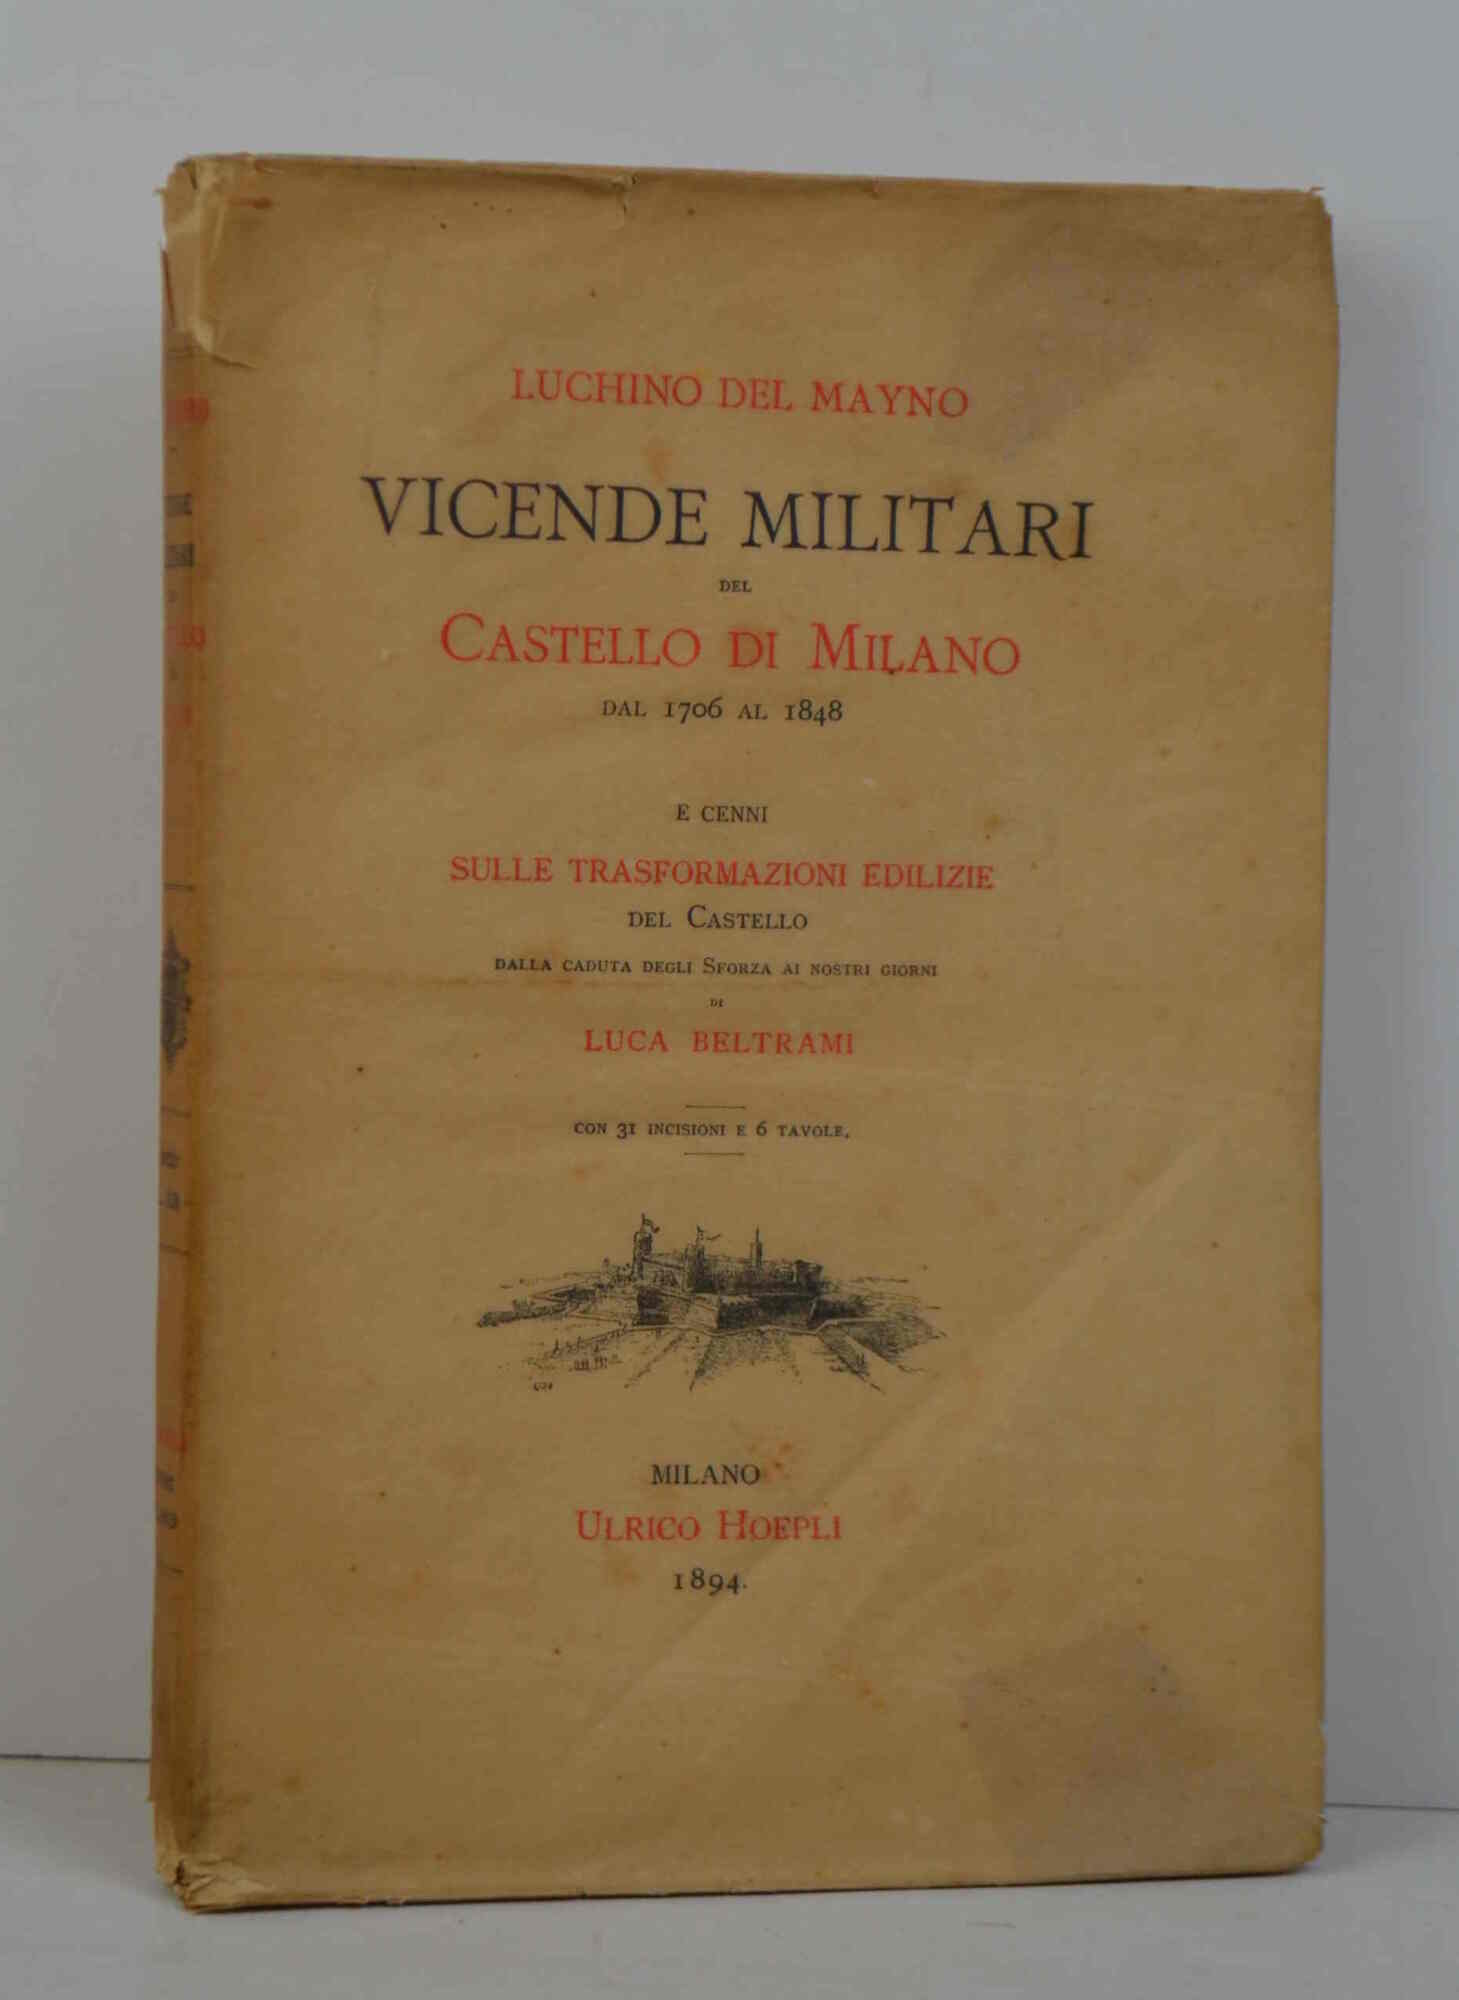 LUCHINO DEL MAYNO
VICENDE MILITARI
DEL
CASTELLO DI MILANO
DAL 1706 AL 1848
E CENNI
SULLE TRASFORMAZIONI EDILIZIE
DEL CASTELLO
DALLA CADUTA DEGLI SFORZA AI NOSTRI GIORNI
DI
LUCA BELTRAMI
CON 31 INCISIONI E 6 TAVOLE.
MILANO
ULRICO HOEPLI
1894.